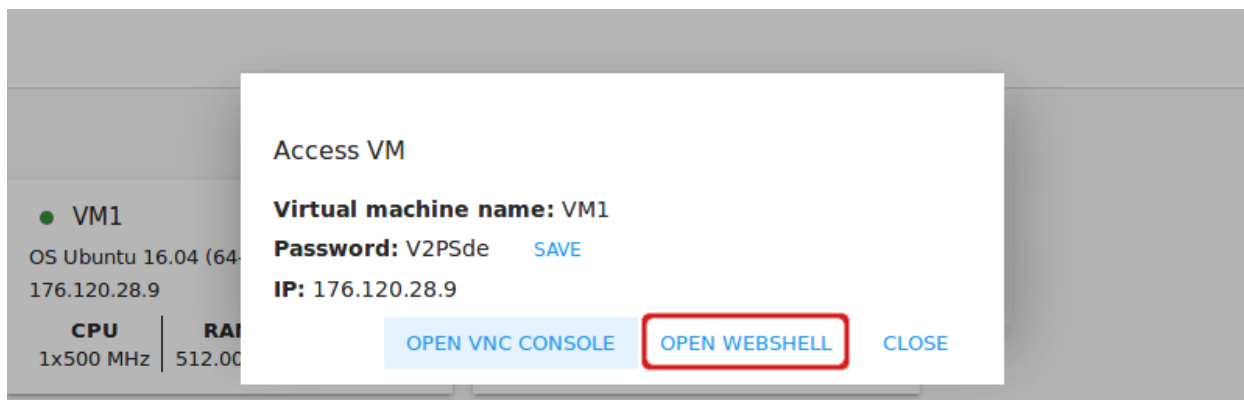 Access VM
Virtual machine name: VM1
Password: V2PSde SAVE
IP: 176.120.28.9
OPEN VNC CONSOLE OPEN WEBSHELL CLOSE
VM1
OS Ubuntu 16.04 (64-
176.120.28.9
CPU
1x500 MHz 512.00